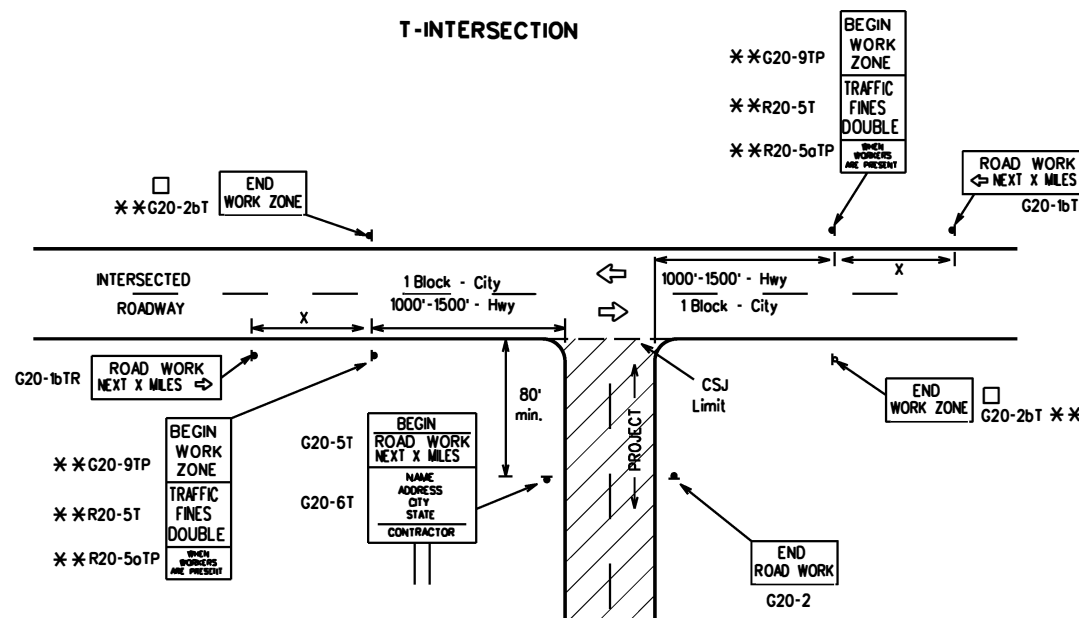 T-INTERSECTION
BEGIN
WORK
ZONE
TRAFFIC
FINES
DOUBLE
WHEN
WORKERS
ARE PRESENT
**G20-9TP
**R20-5T
**R20-5aTP
ROAD WORK
⇦ NEXT X MILES
G20-1bT
□
**G20-2bT
END
WORK ZONE
INTERSECTED
ROADWAY
1 Block - City
1000'-1500' - Hwy
X
1000'-1500' - Hwy
1 Block - City
X
G20-1bTR
ROAD WORK
NEXT X MILES ⇨
80'
min.
CSJ
Limit
PROJECT
END
WORK ZONE
□
G20-2bT **
**G20-9TP
**R20-5T
**R20-5aTP
BEGIN
WORK
ZONE
TRAFFIC
FINES
DOUBLE
WHEN
WORKERS
ARE PRESENT
G20-5T
G20-6T
BEGIN
ROAD WORK
NEXT X MILES
NAME
ADDRESS
CITY
STATE
CONTRACTOR
END
ROAD WORK
G20-2